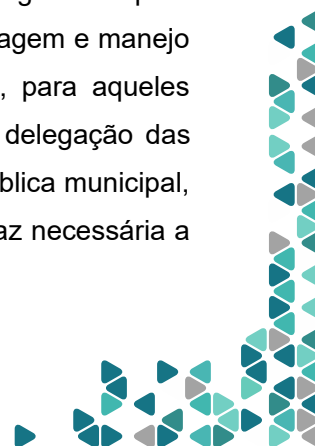 agem e manejo
, para aqueles
delegação das
blica municipal,
az necessária a